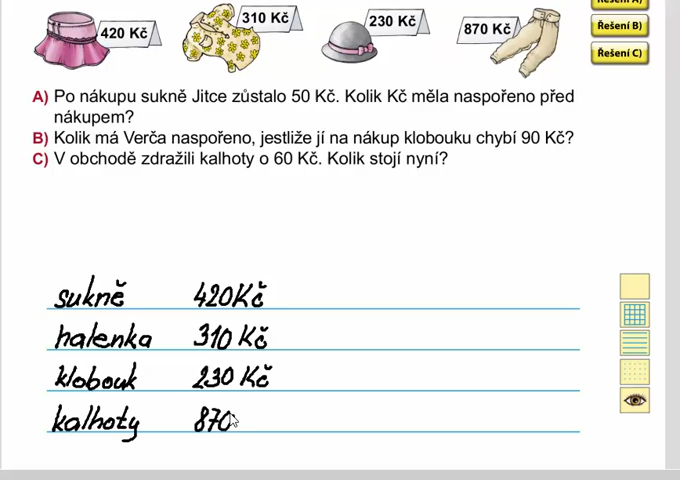 420 Kč
310 Kč
230 Kč
870 Kč
Řešení B)
Řešení C)
A) Po nákupu sukně Jitce zůstalo 50 Kč. Kolik Kč měla naspořeno před
nákupem?
B) Kolik má Verča naspořeno, jestliže jí na nákup klobouku chybí 90 Kč?
C) V obchodě zdražili kalhoty o 60 Kč. Kolik stojí nyní?
sukně 420Kč
halenka 310 Kč
klobouk 230 Kč
kalhoty 870